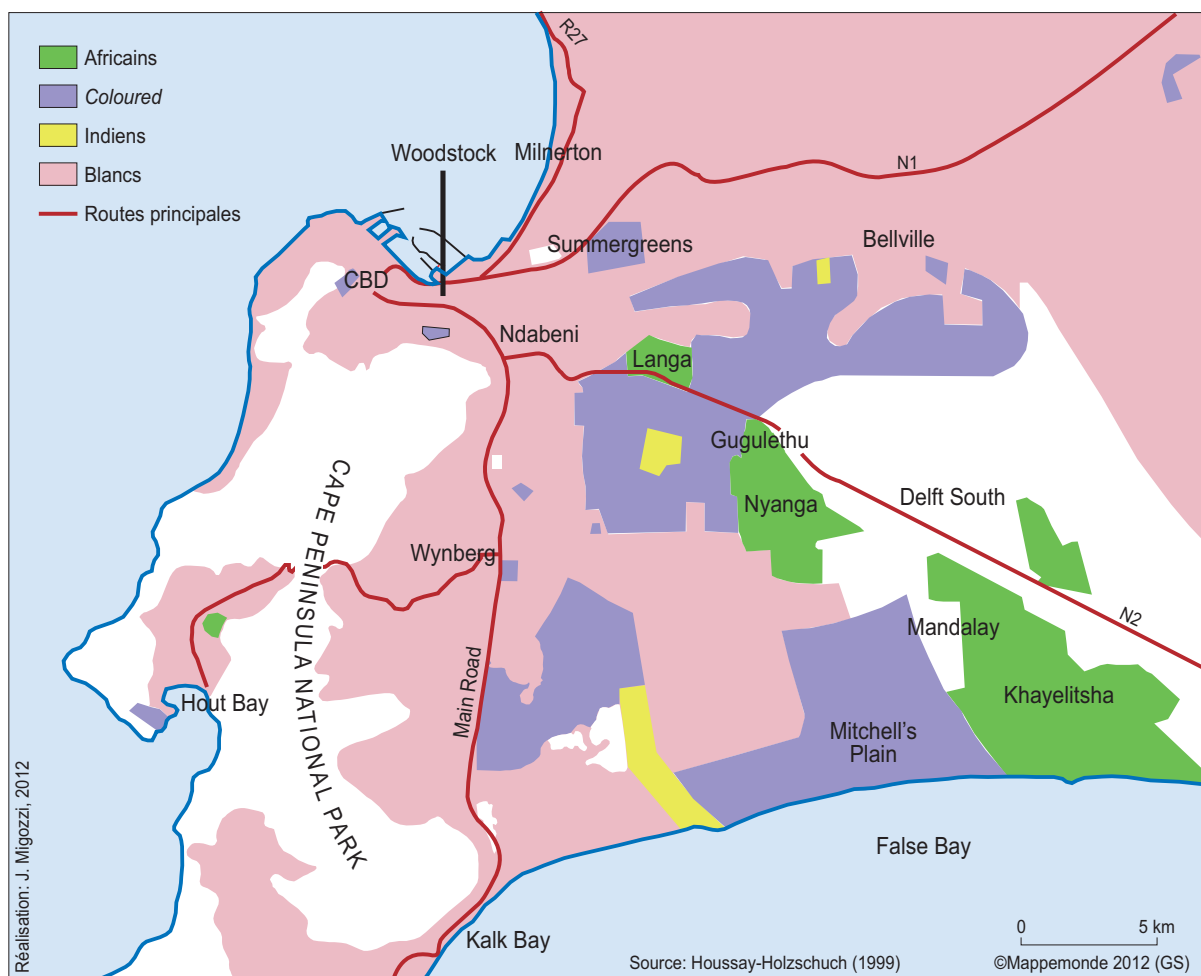 Africains
Coloured
Indiens
Blancs
Routes principales
R27
Woodstock
Milnerton
N1
Summergreens
Bellville
CBD
Ndabeni
Langa
Gugulethu
Nyanga
Delft South
CAPE PENINSULA NATIONAL PARK
Wynberg
Mandalay
N2
Main Road
Khayelitsha
Hout Bay
Mitchell's
Plain
False Bay
Kalk Bay
0 5 km
Réalisation: J. Migozzi, 2012
Source: Houssay-Holzschuch (1999)
©Mappemonde 2012 (GS)